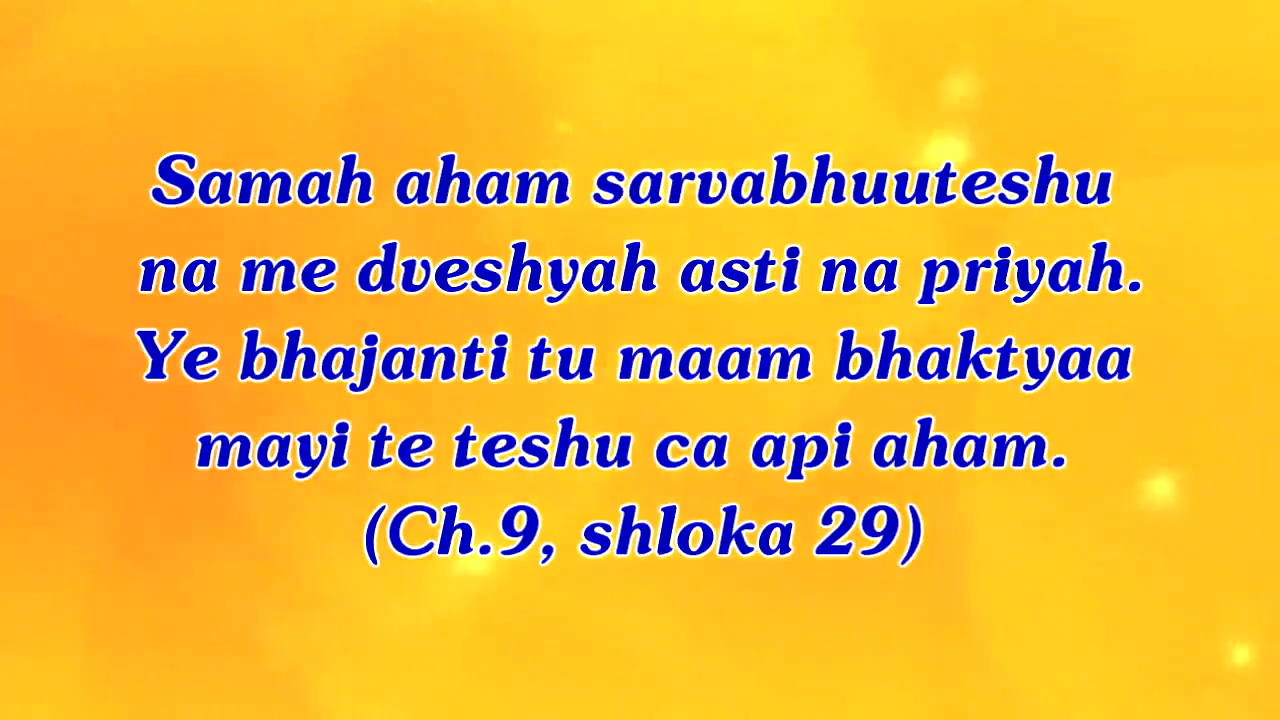 Samah aham sarvabhuuteshu
na me dveshyah asti na priyah.
Ye bhajanti tu maam bhaktyaa
mayi te teshu ca api aham.
(Ch.9, shloka 29)